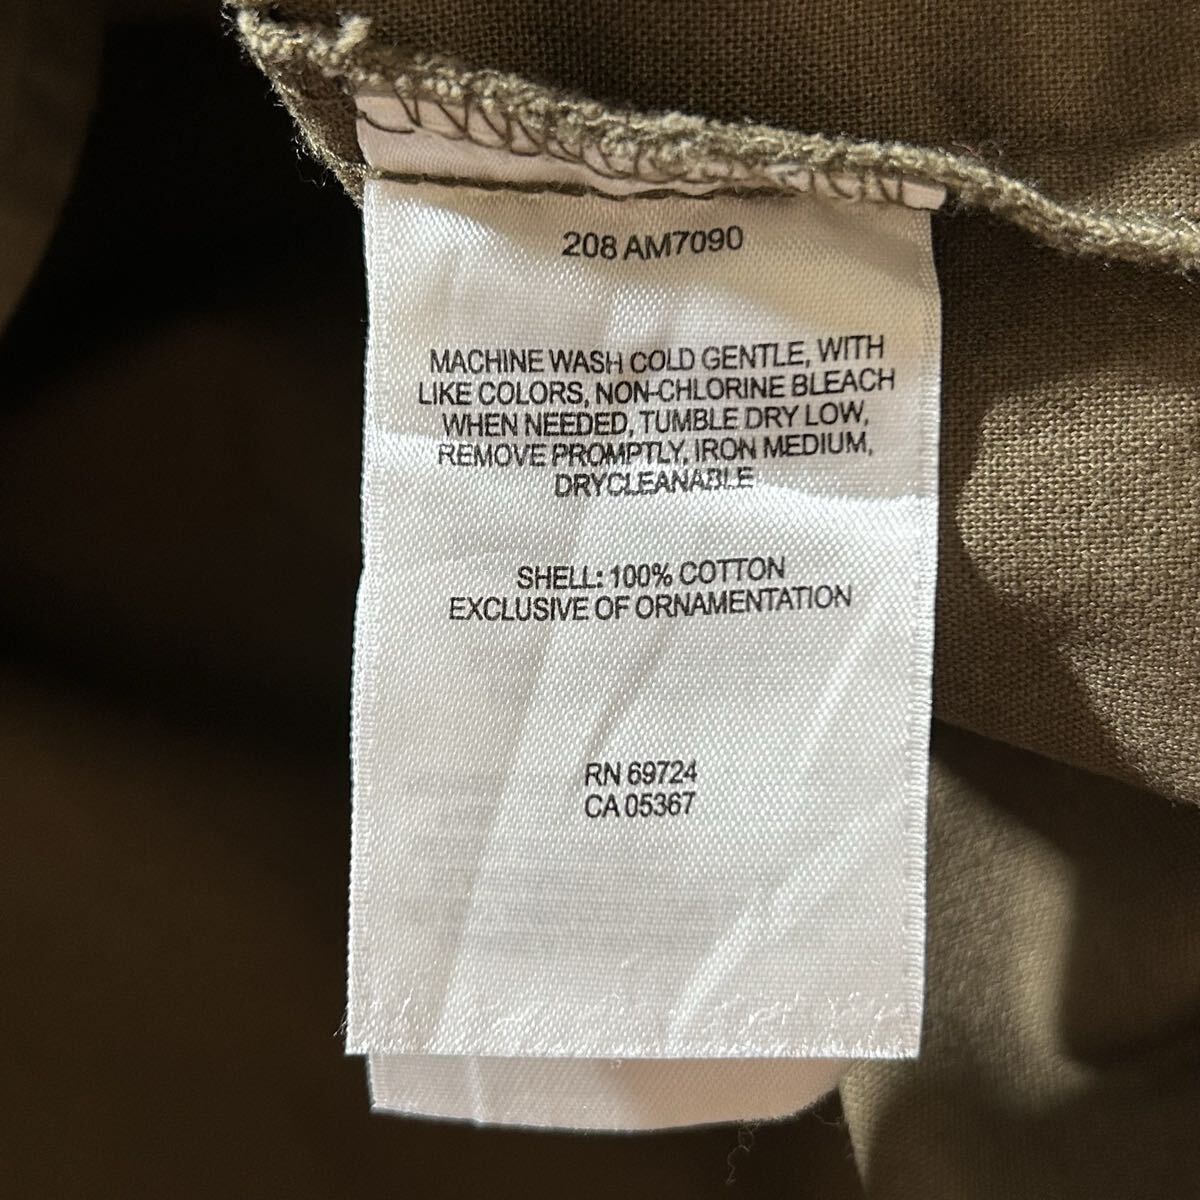 208 AM7090
MACHINE WASH COLD GENTLE, WITH
LIKE COLORS, NON-CHLORINE BLEACH
WHEN NEEDED, TUMBLE DRY LOW,
REMOVE PROMPTLY, IRON MEDIUM,
DRYCLEANABLE
SHELL: 100% COTTON
EXCLUSIVE OF ORNAMENTATION
RN 69724
CA 05367